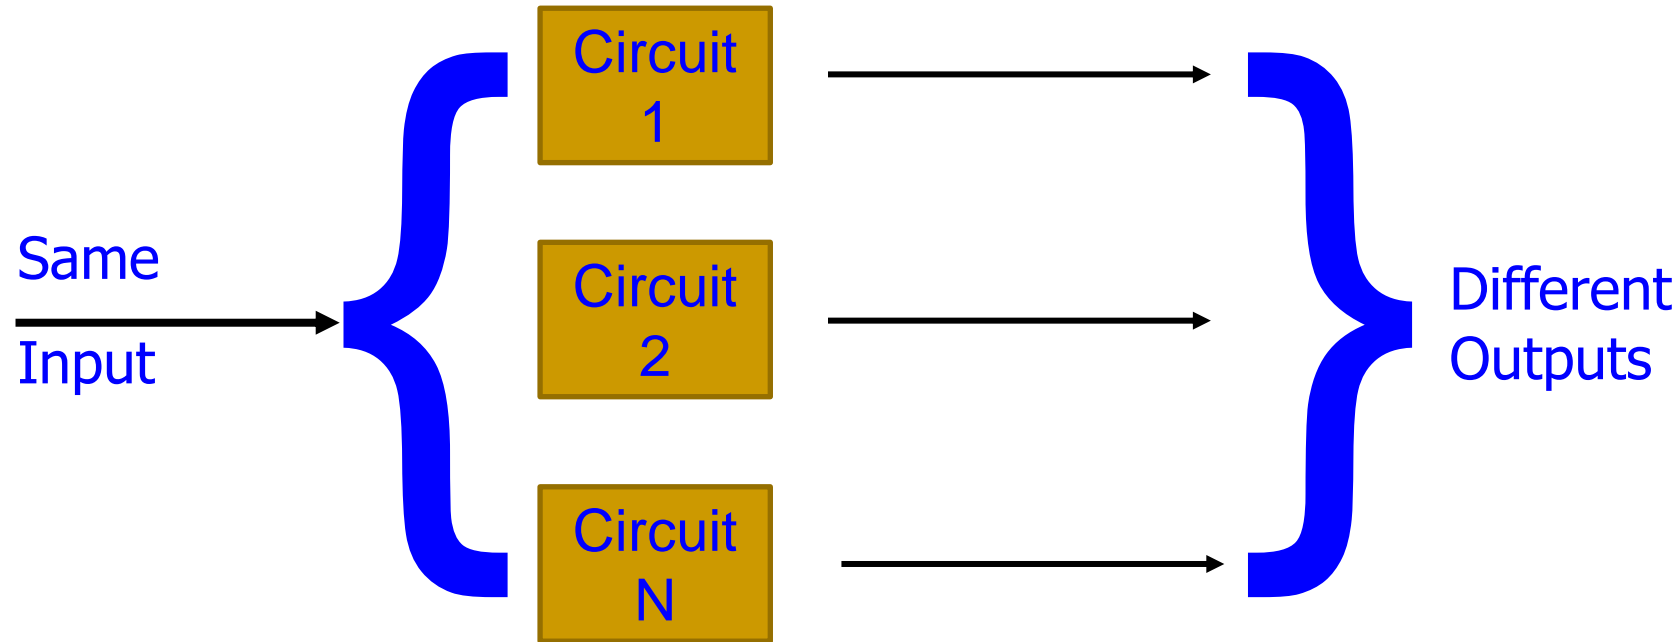 Same
Input
Circuit
1
Circuit
2
Circuit
N
Different
Outputs